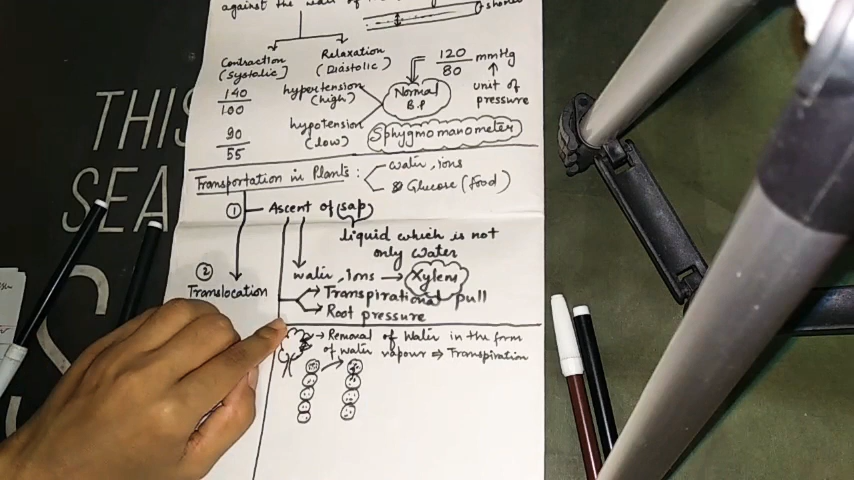 against the wall of
Contraction
(Systolic)
Relaxation
(Diastolic)
120
80
mmHg
unit of
pressure
140
100
hypertension
(high)
Normal
B.P
90
55
hypotension
(low)
Sphygmomanometer
Transportation in Plants :
Water, ions
Glucose (Food)
① Ascent of (sap)
liquid which is not
only water
water, ions → Xylem
② Translocation
Transpirational pull
Root pressure
→ Removal of Water in the form
of water vapour ⇒ Transpiration
THIS
SEA
S